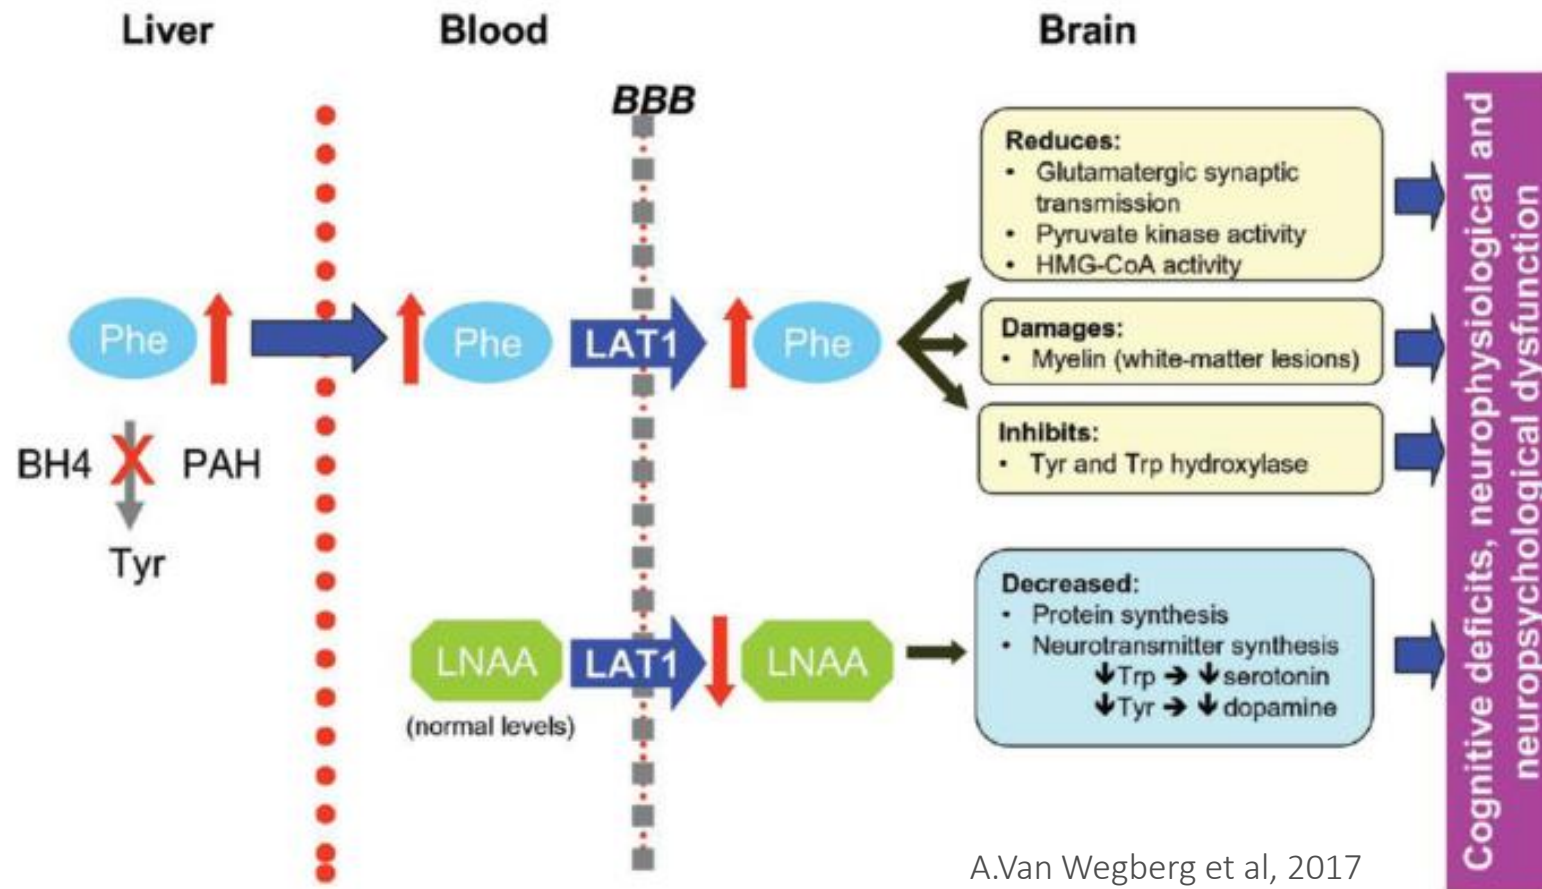 Liver
Blood
Brain
BBB
Reduces:
• Glutamatergic synaptic
transmission
• Pyruvate kinase activity
• HMG-CoA activity
Phe
Phe
LAT1
Phe
Damages:
• Myelin (white-matter lesions)
BH4 X PAH
Tyr
Inhibits:
• Tyr and Trp hydroxylase
LNAA
(normal levels)
LAT1
LNAA
Decreased:
• Protein synthesis
• Neurotransmitter synthesis
↓Trp → ↓ serotonin
↓Tyr → ↓ dopamine
Cognitive deficits, neurophysiological and
neuropsychological dysfunction
A.Van Wegberg et al, 2017